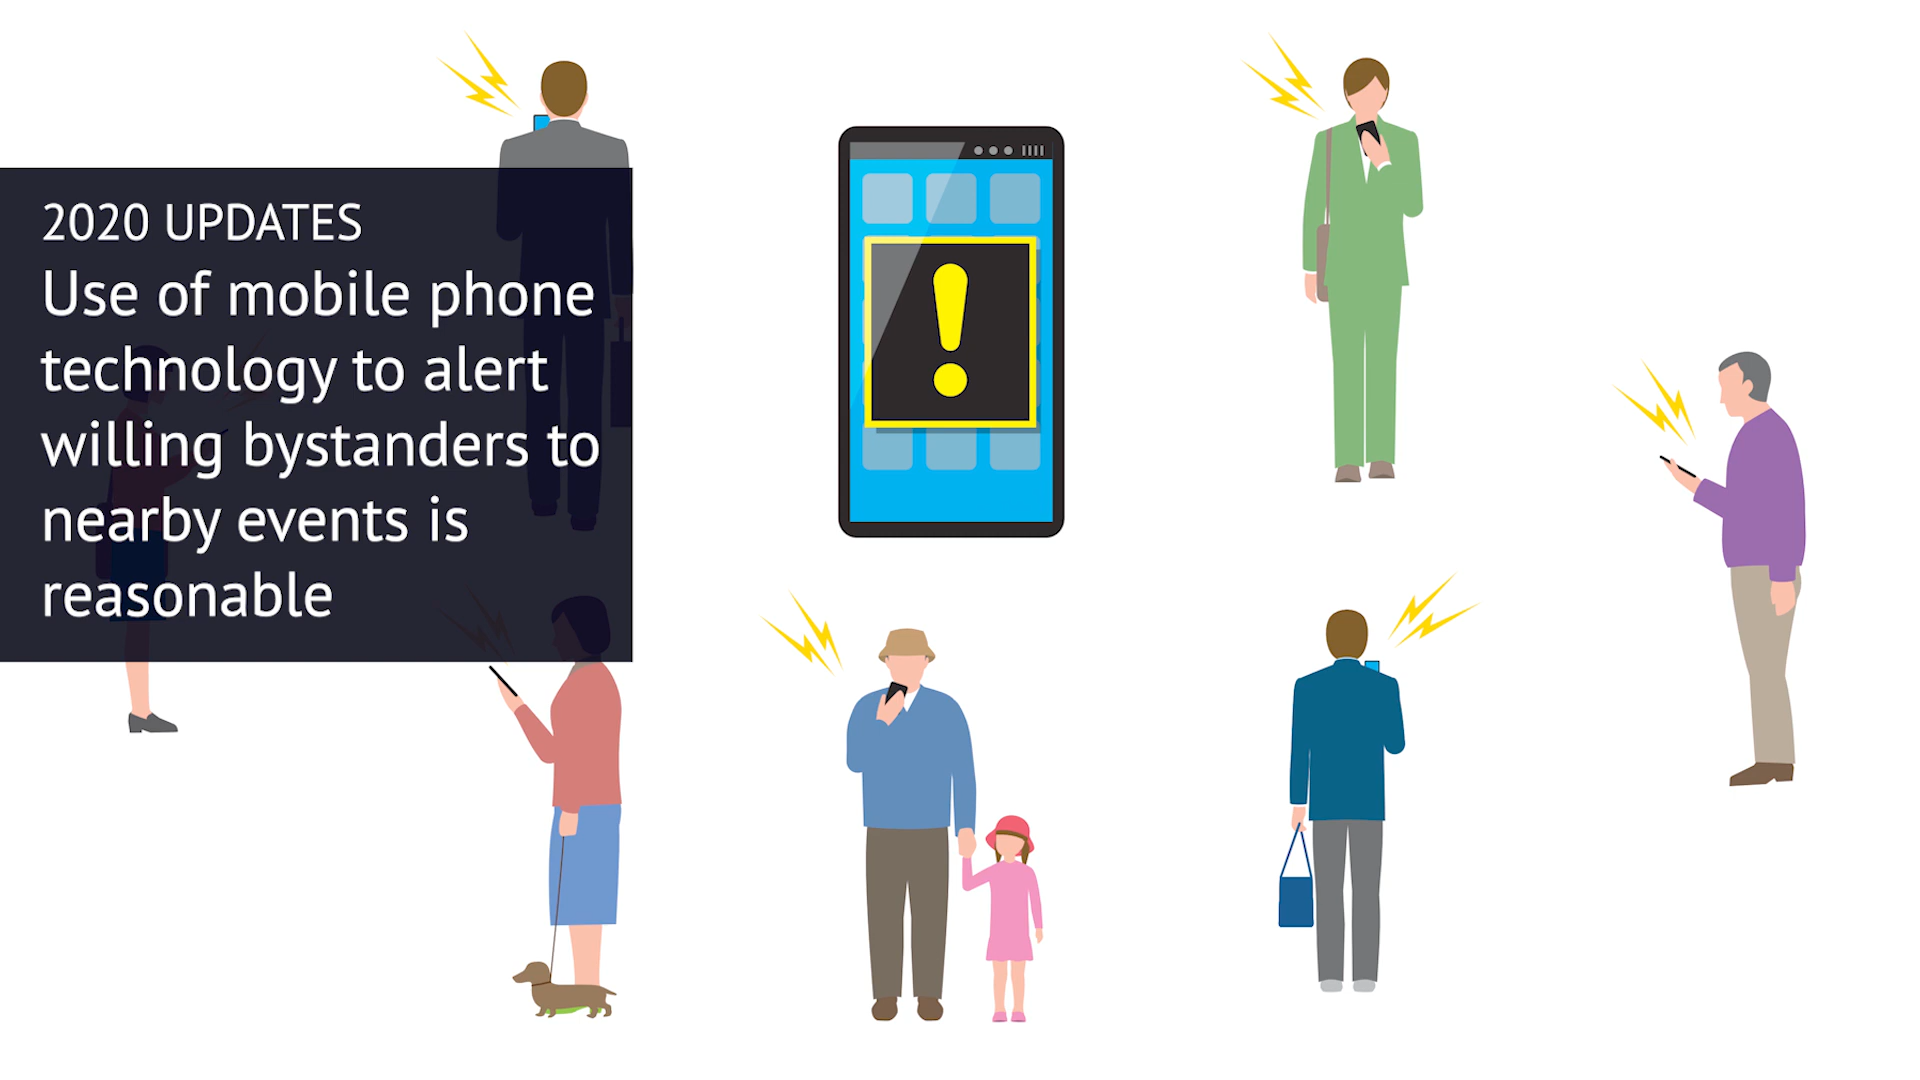 2020 UPDATES
Use of mobile phone
technology to alert
willing bystanders to
nearby events is
reasonable